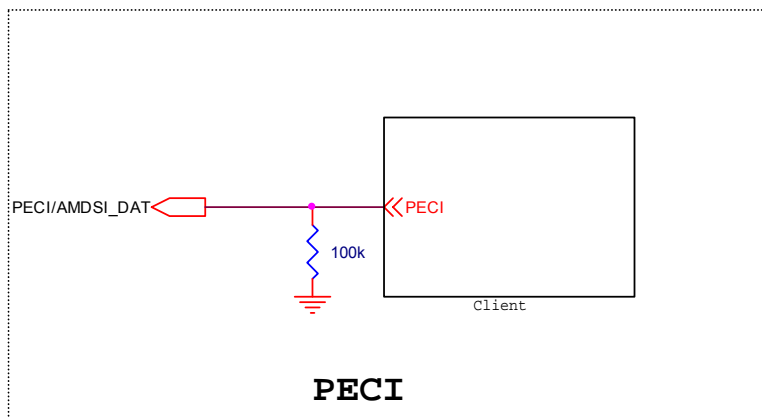 PECI/AMDSI_DAT
PECI
100k
Client
PECI